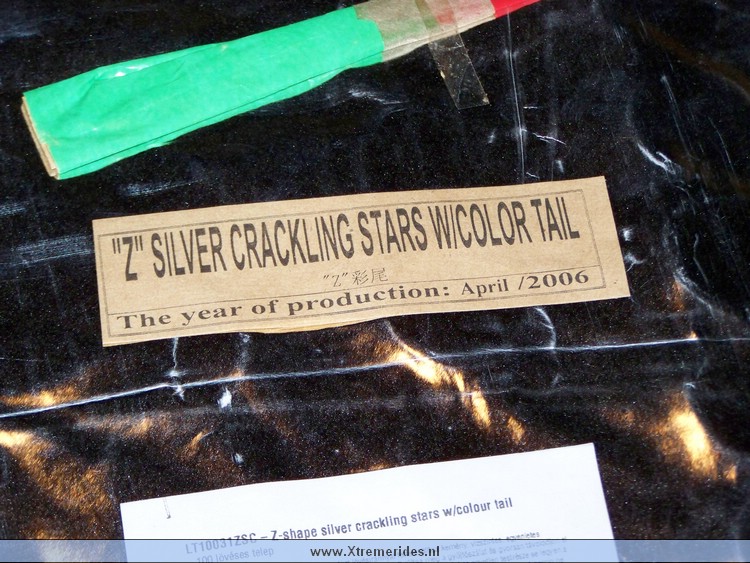 "Z" SILVER CRACKLING STARS W/COLOR TAIL
"Z"彩尾
The year of production: April /2006
LT10031ZSC – Z-shape silver crackling stars w/colour tail
100 lövéses telep
www.Xtremerides.nl